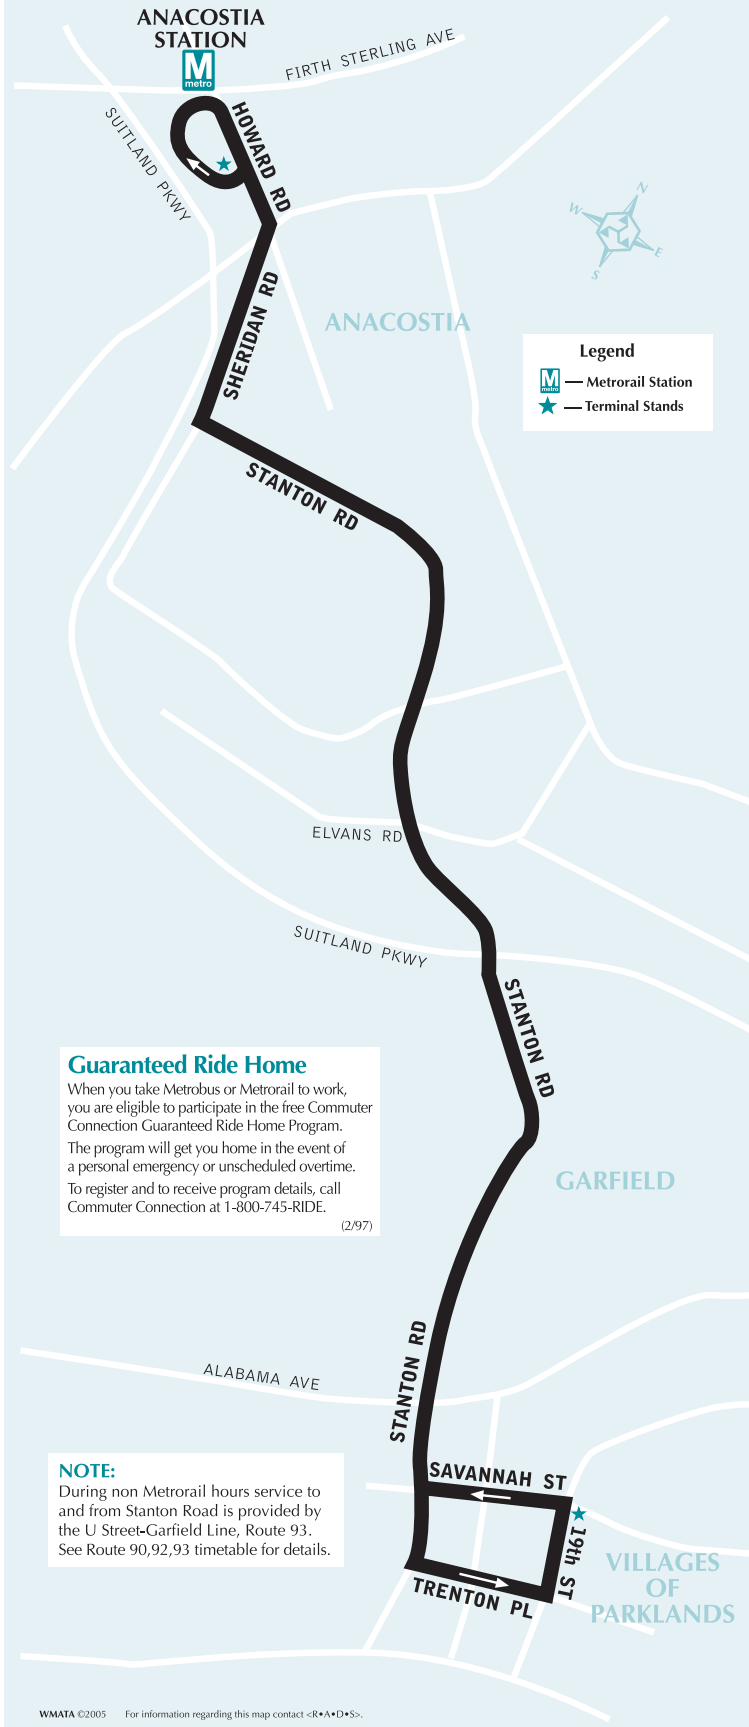 ANACOSTIA
STATION
M
metro
FIRTH STERLING AVE
SUITLAND PKWY
HOWARD RD
N
W
E
S
SHERIDAN RD
ANACOSTIA
Legend
M
metro
Metrorail Station
Terminal Stands
STANTON RD
ELVANS RD
SUITLAND PKWY
STANTON RD
Guaranteed Ride Home
When you take Metrobus or Metrorail to work,
you are eligible to participate in the free Commuter
Connection Guaranteed Ride Home Program.
The program will get you home in the event of
a personal emergency or unscheduled overtime.
To register and to receive program details, call
Commuter Connection at 1-800-745-RIDE.
(2/97)
GARFIELD
STANTON RD
ALABAMA AVE
SAVANNAH ST
NOTE:
During non Metrorail hours service to
and from Stanton Road is provided by
the U Street-Garfield Line, Route 93.
See Route 90,92,93 timetable for details.
19th ST
VILLAGES
OF
PARKLANDS
TRENTON PL
WMATA ©2005 For information regarding this map contact <R•A•D•S>.